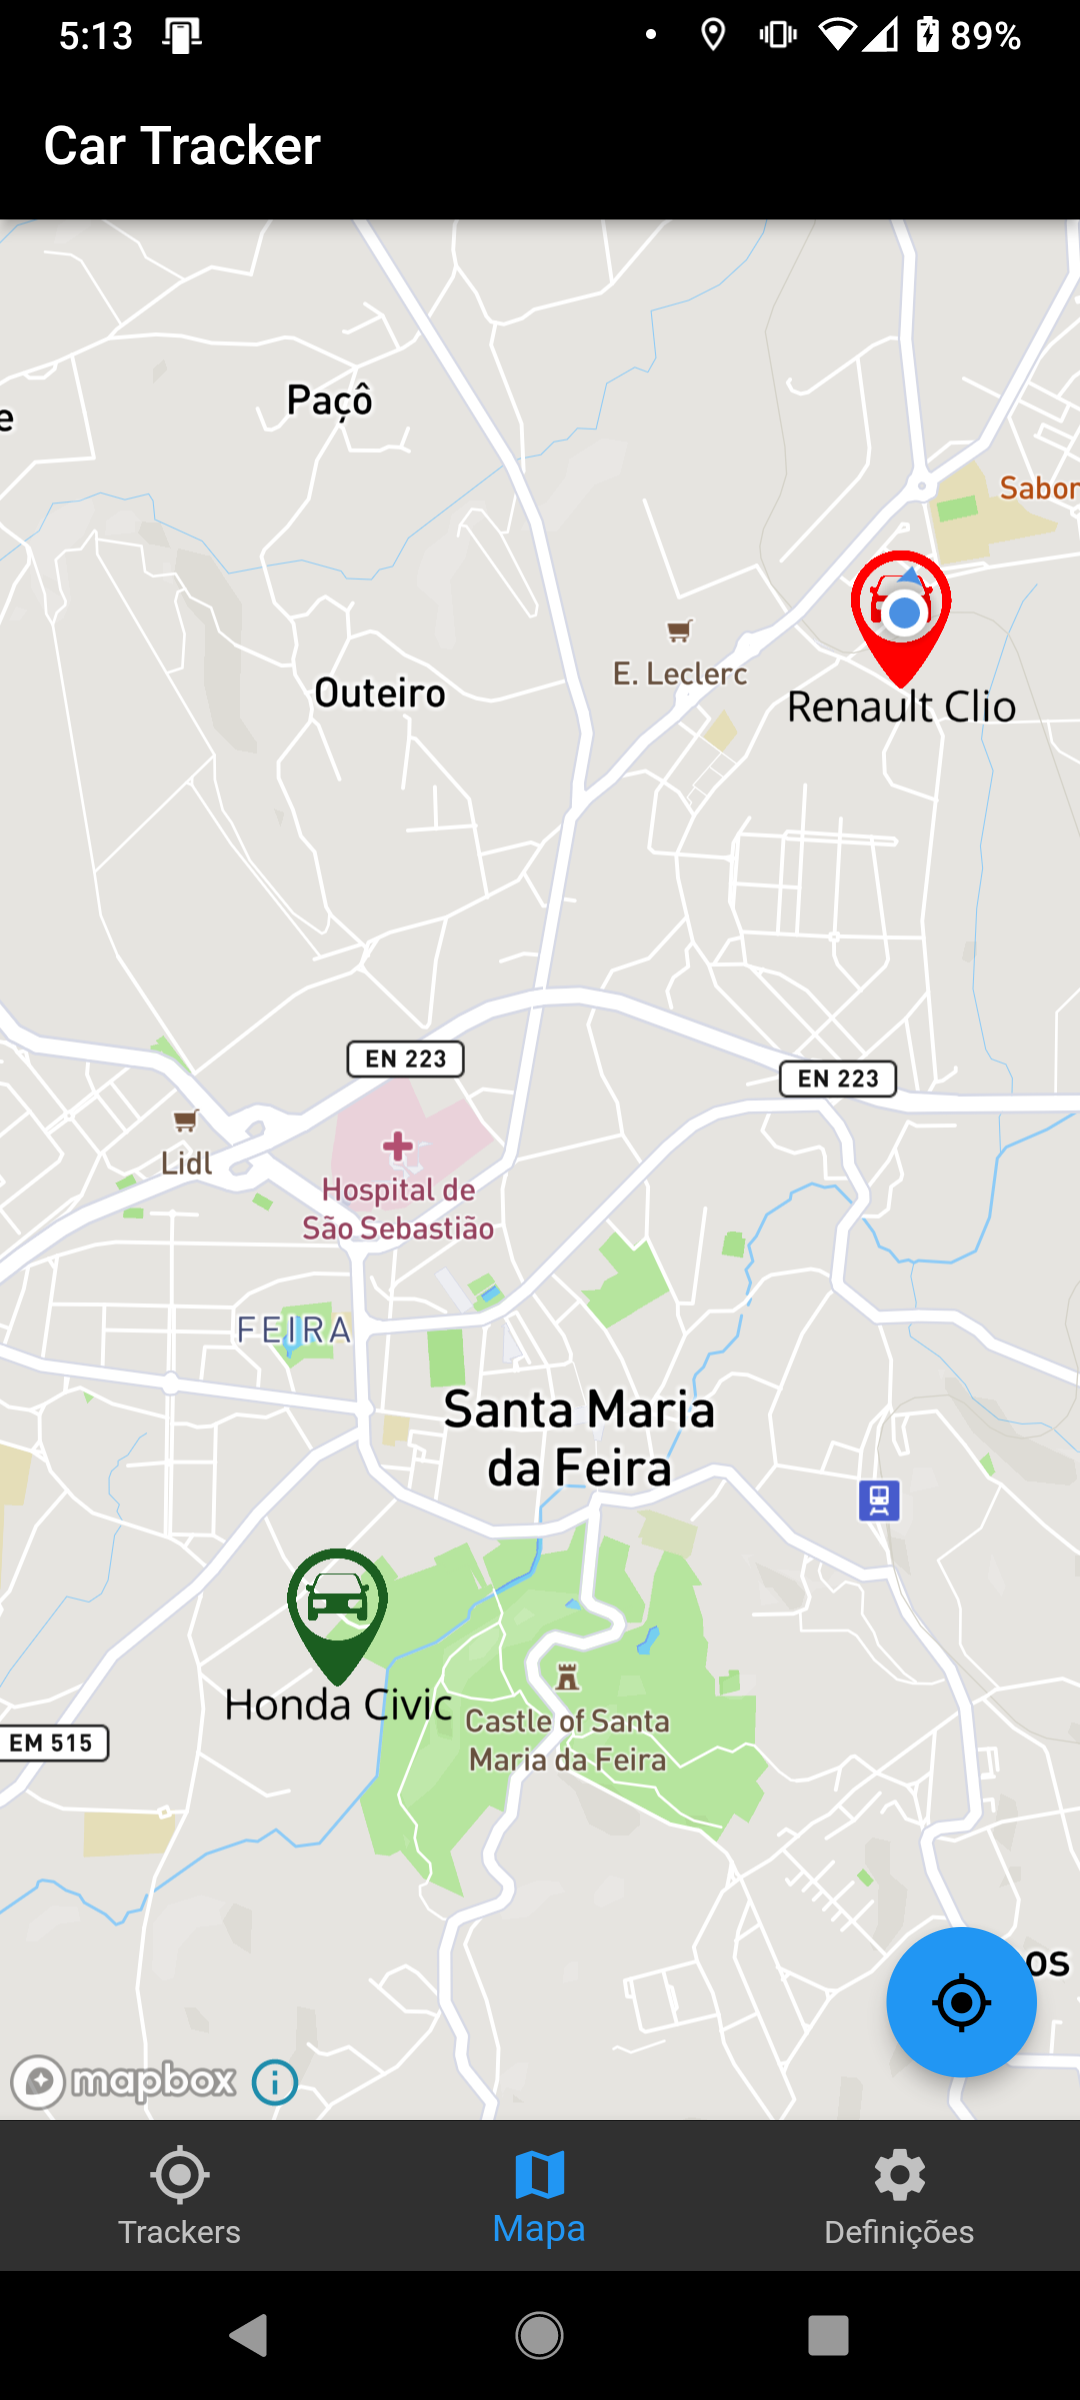 5:13
89%
Car Tracker
Paçô
e
Sabor
E. Leclerc
Outeiro
Renault Clio
EN 223
EN 223
Lidl
Hospital de
São Sebastião
FEIRA
Santa Maria
da Feira
Honda Civic
Castle of Santa
Maria da Feira
EM 515
os
mapbox
Trackers
Mapa
Definições